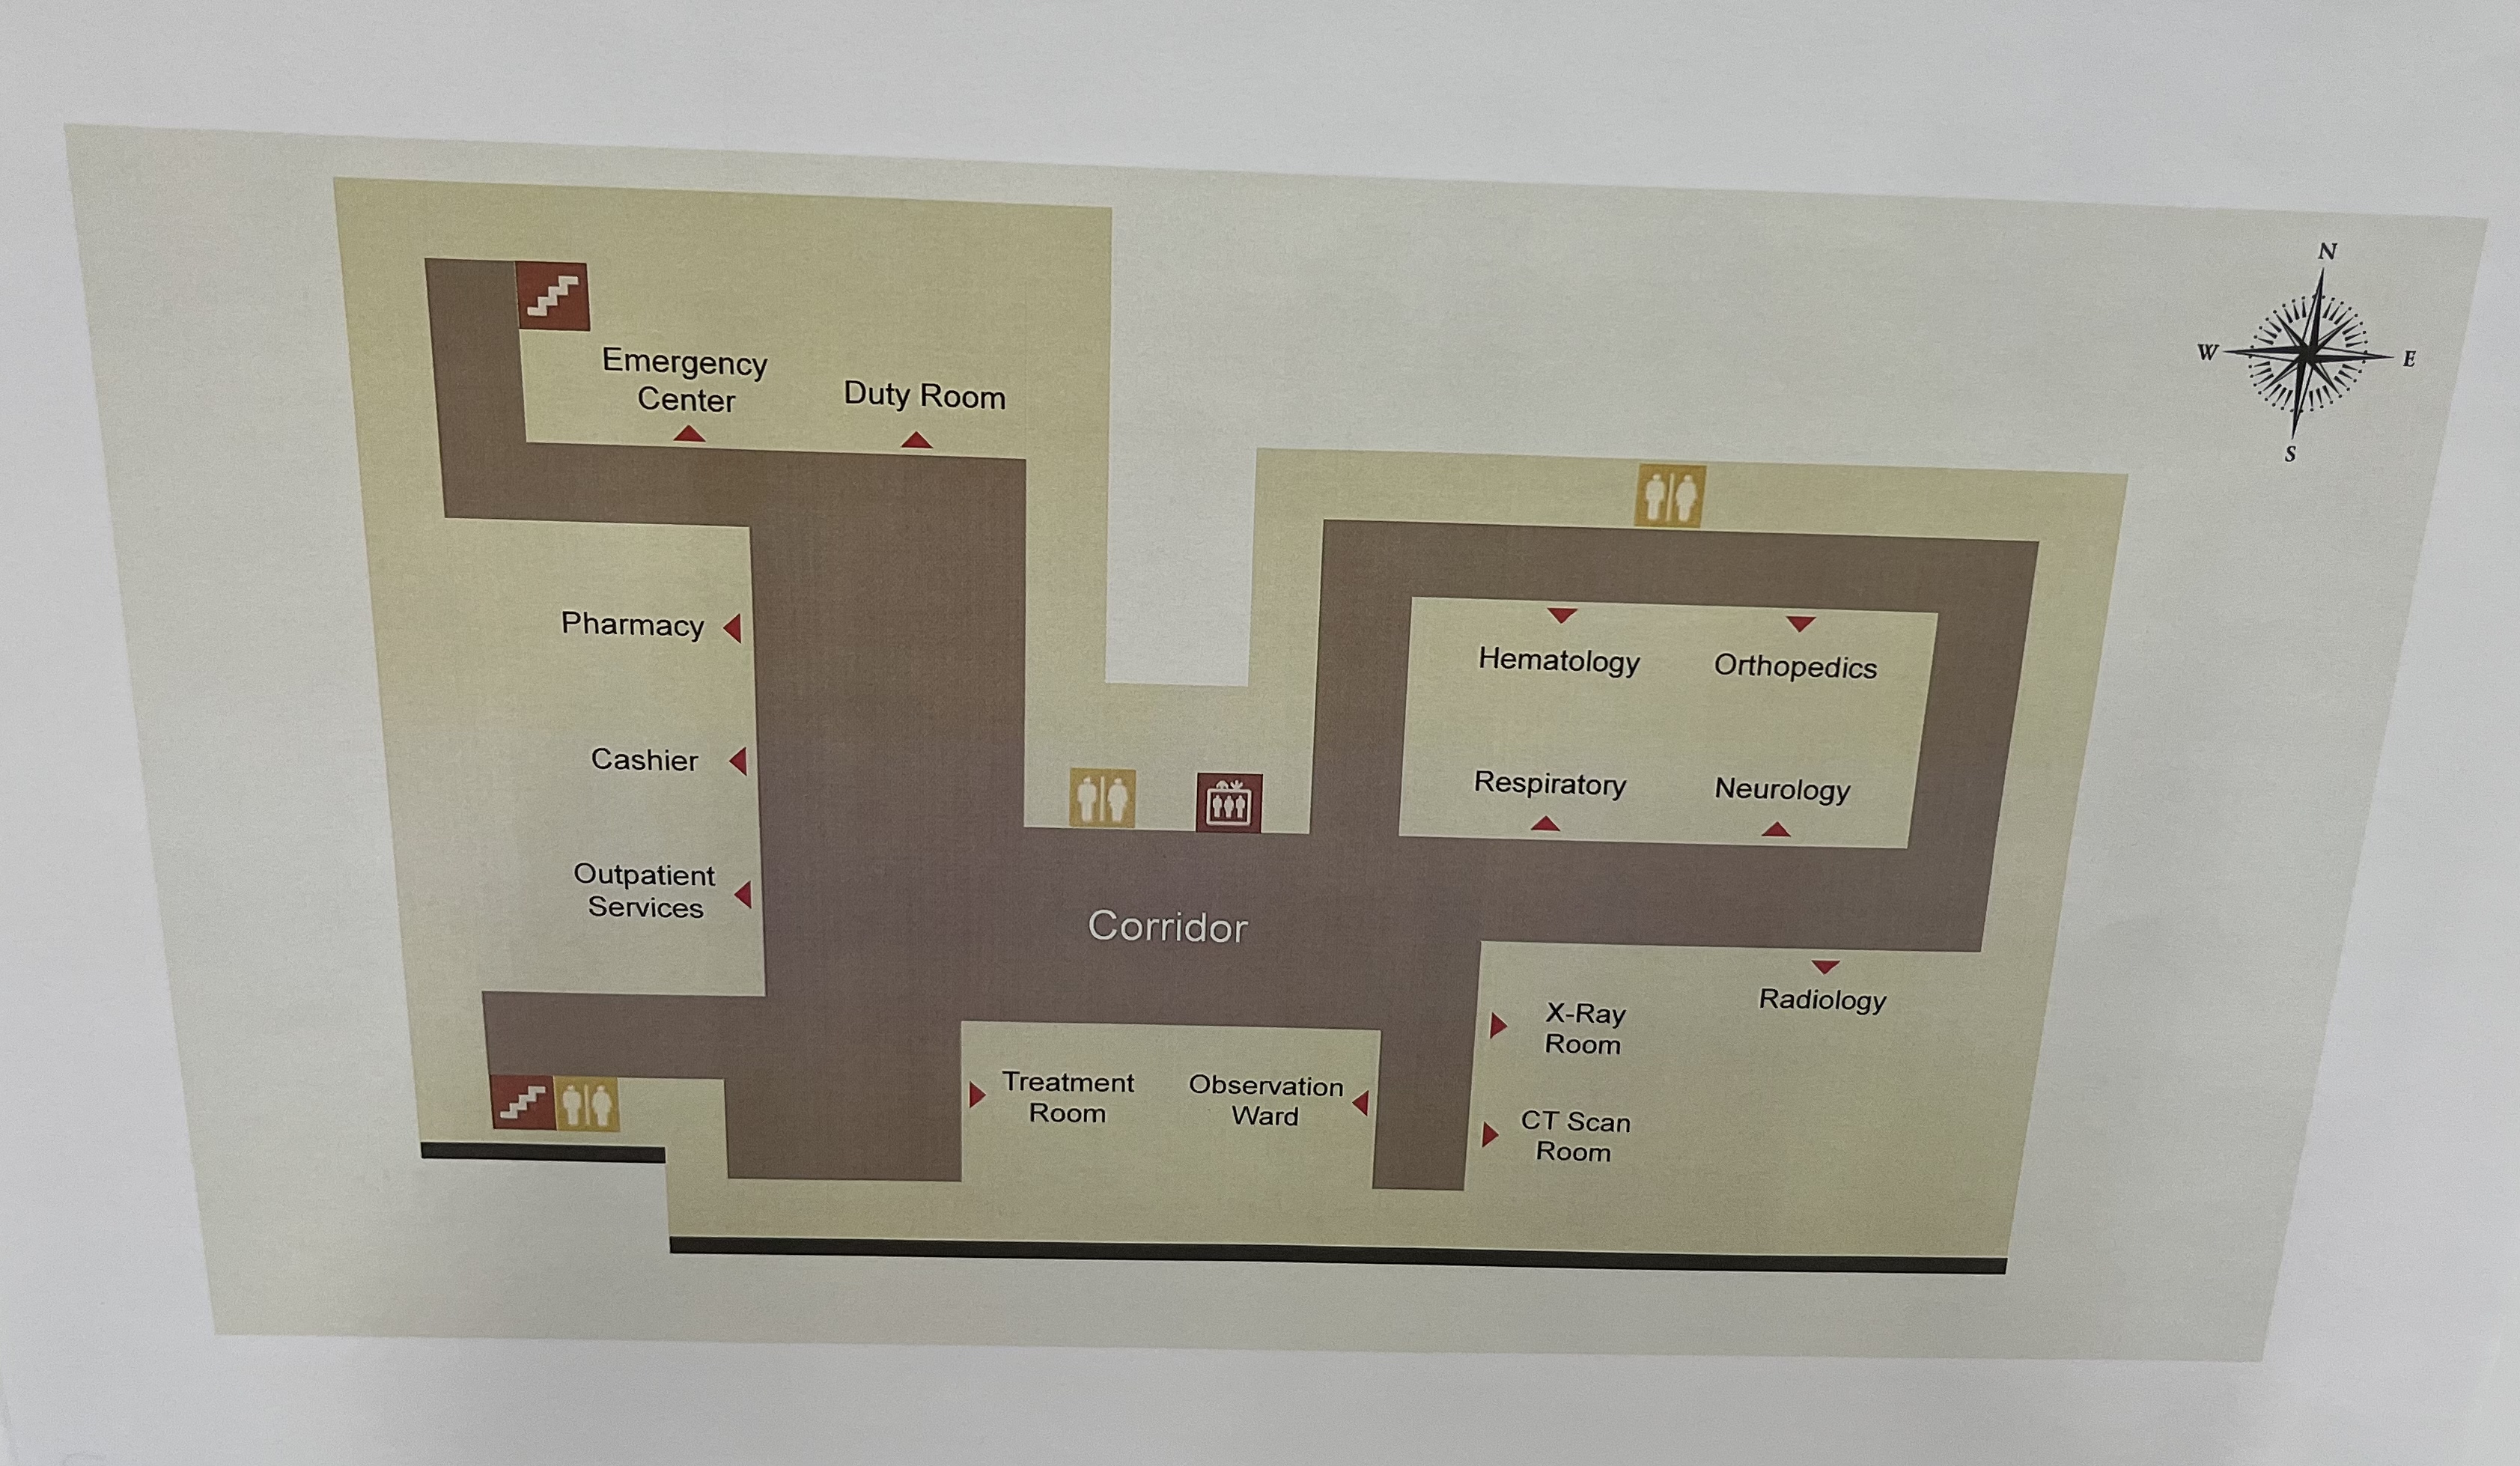 N
W
E
S
Emergency
Center
Duty Room
Pharmacy
Hematology
Orthopedics
Cashier
Respiratory
Neurology
Outpatient
Services
Corridor
X-Ray
Room
Radiology
Treatment
Room
Observation
Ward
CT Scan
Room